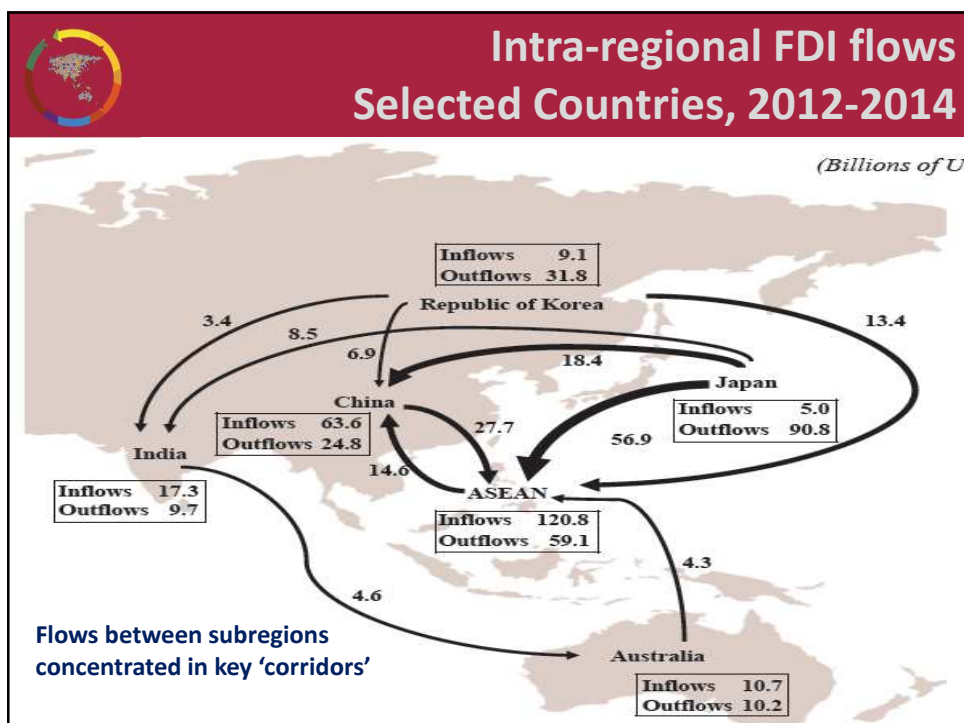 Intra-regional FDI flows
Selected Countries, 2012-2014
(Billions of U
Inflows 9.1
Outflows 31.8
Republic of Korea
3.4
8.5
6.9
13.4
18.4
Japan
Inflows 5.0
Outflows 90.8
China
Inflows 63.6
Outflows 24.8
27.7
56.9
India
14.6
Inflows 17.3
Outflows 9.7
ASEAN
Inflows 120.8
Outflows 59.1
4.3
4.6
Flows between subregions
concentrated in key ‘corridors’
Australia
Inflows 10.7
Outflows 10.2